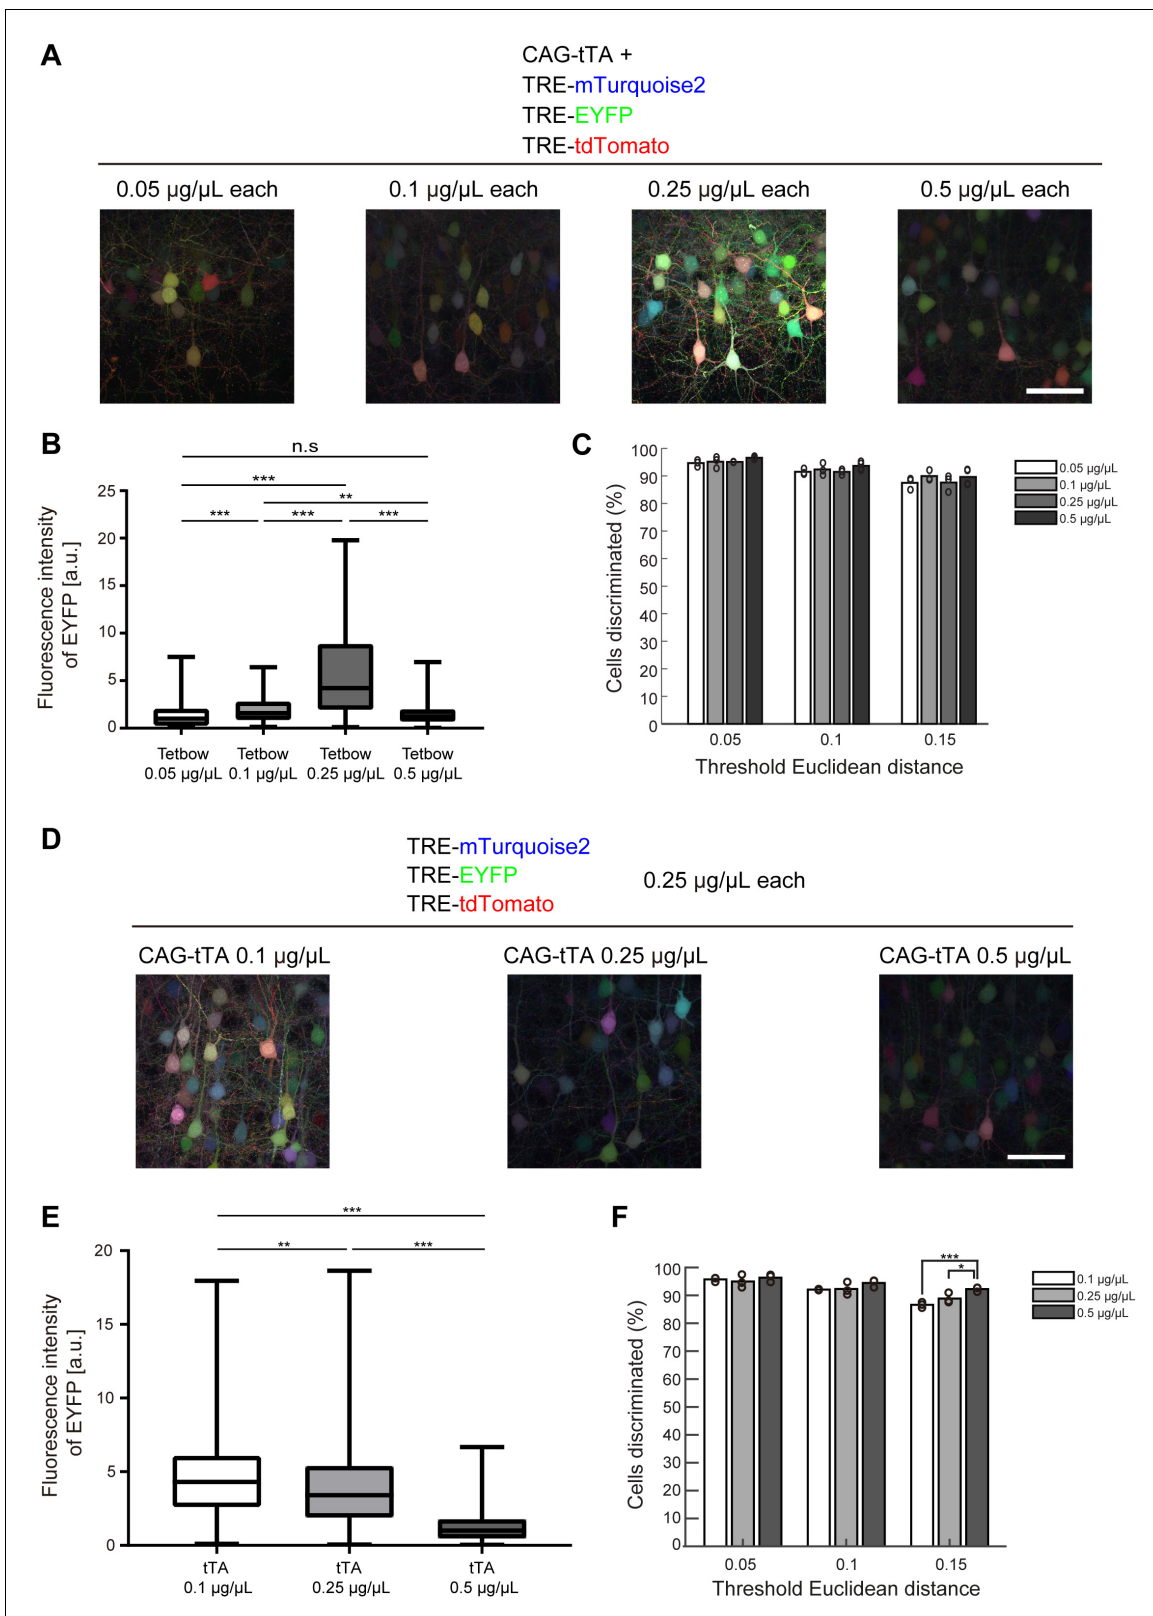 A
CAG-tTA +
TRE-mTurquoise2
TRE-EYFP
TRE-tdTomato
0.05 µg/µL each
0.1 µg/µL each
0.25 µg/µL each
0.5 µg/µL each
B
n.s
***
**
*** *** ***
Fluorescence intensity
of EYFP [a.u.]
25
20
15
10
5
0
Tetbow
0.05 µg/µL
Tetbow
0.1 µg/µL
Tetbow
0.25 µg/µL
Tetbow
0.5 µg/µL
C
Cells discriminated (%)
100
90
80
70
60
50
40
30
20
10
0
0.05 0.1 0.15
Threshold Euclidean distance
0.05 µg/µL
0.1 µg/µL
0.25 µg/µL
0.5 µg/µL
D
TRE-mTurquoise2
TRE-EYFP
TRE-tdTomato
0.25 µg/µL each
CAG-tTA 0.1 µg/µL
CAG-tTA 0.25 µg/µL
CAG-tTA 0.5 µg/µL
E
***
** ***
Fluorescence intensity
of EYFP [a.u.]
20
15
10
5
0
tTA
0.1 µg/µL
tTA
0.25 µg/µL
tTA
0.5 µg/µL
F
***
*
Cells discriminated (%)
100
90
80
70
60
50
40
30
20
10
0
0.05 0.1 0.15
Threshold Euclidean distance
0.1 µg/µL
0.25 µg/µL
0.5 µg/µL